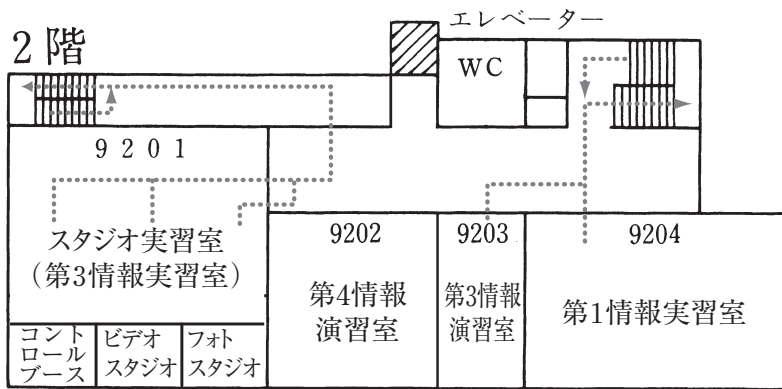 2階
エレベーター
WC
9201
スタジオ実習室
(第3情報実習室)
コント
ロール
ブース
ビデオ
スタジオ
フォト
スタジオ
9202
第4情報
演習室
9203
第3情報
演習室
9204
第1情報実習室